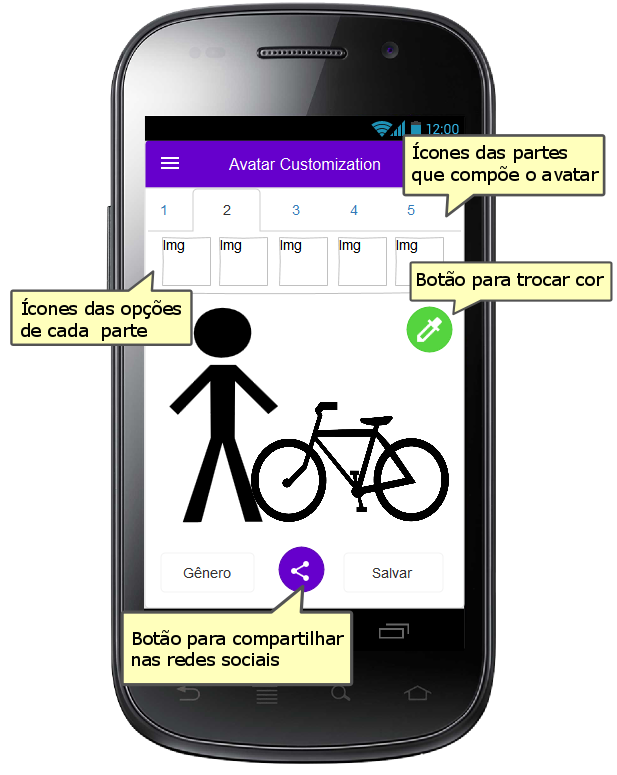 12:00
Avatar Customization
Ícones das partes
que compõe o avatar
1 2 3 4 5
Img Img Img Img Img
Botão para trocar cor
Ícones das opções
de cada parte
Gênero Salvar
Botão para compartilhar
nas redes sociais